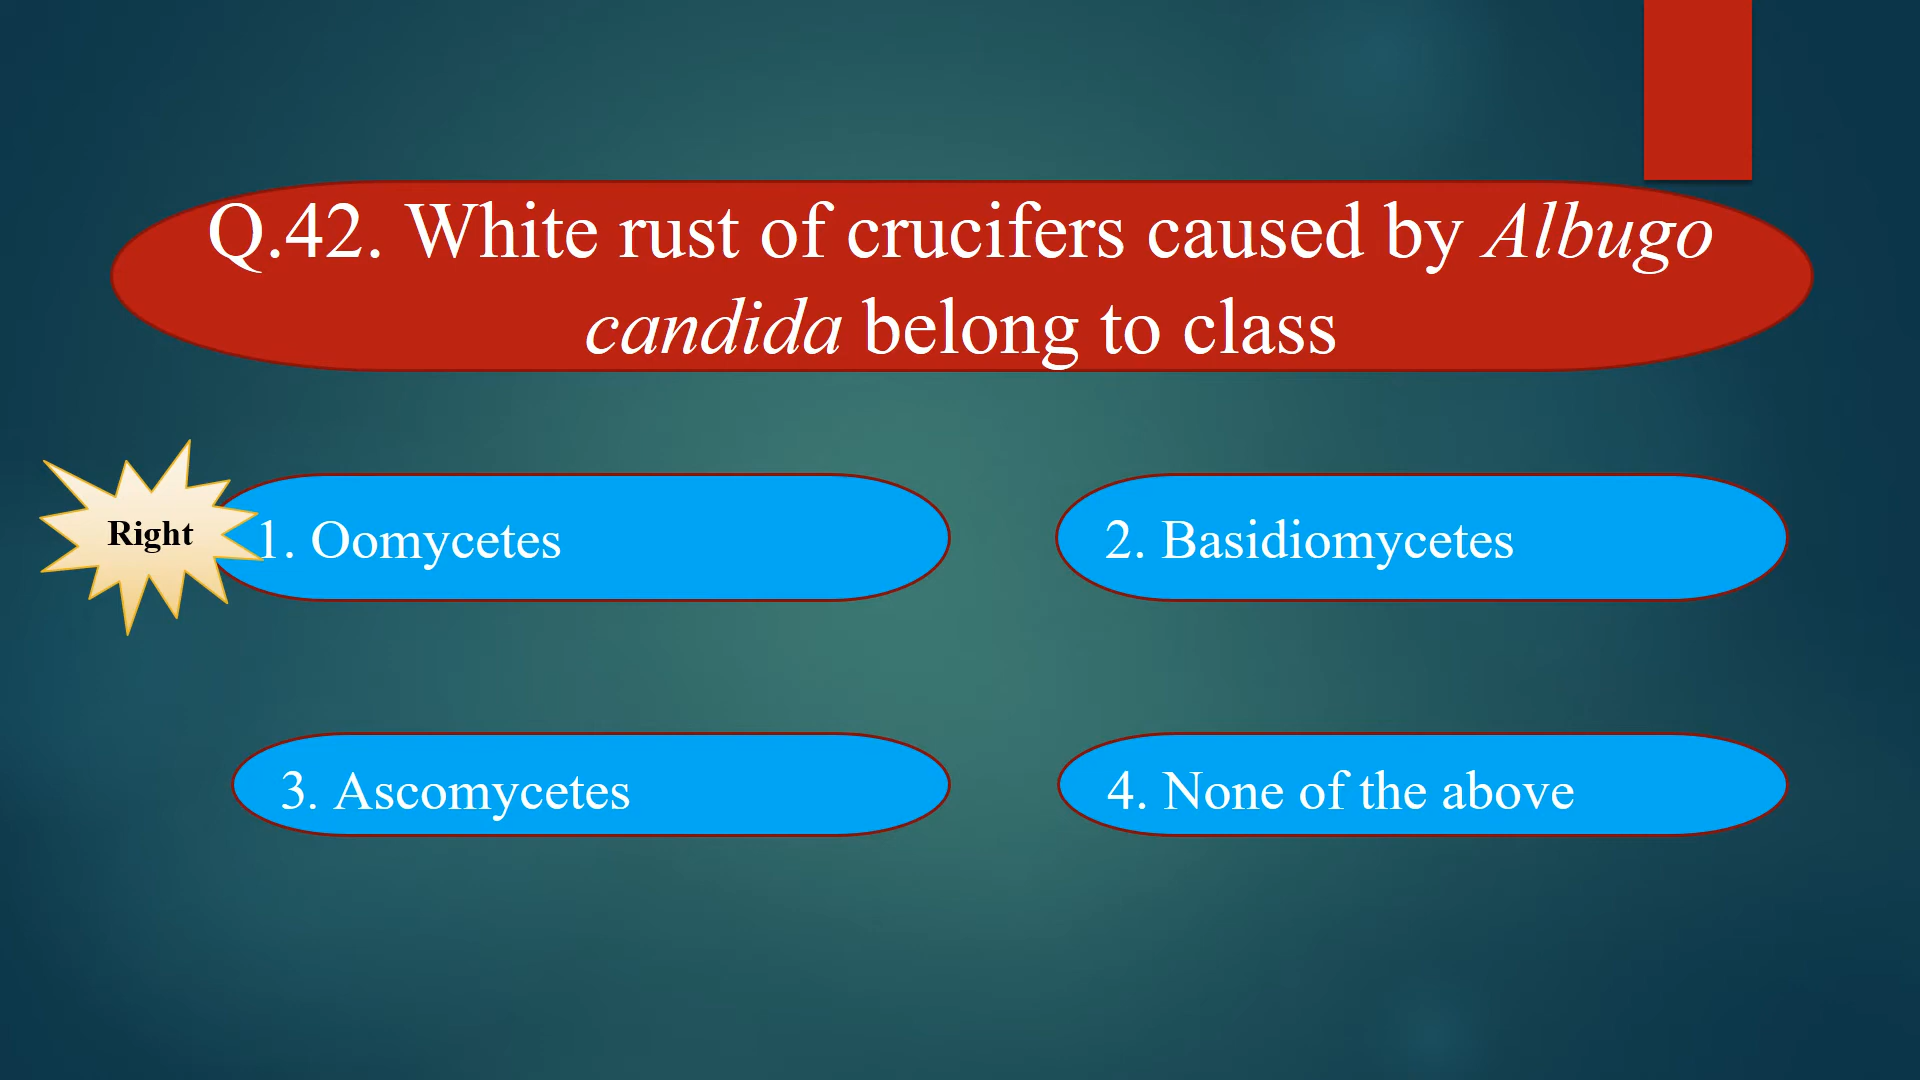 Q.42. White rust of crucifers caused by Albugo
candida belong to class
Right
1. Oomycetes
2. Basidiomycetes
3. Ascomycetes
4. None of the above